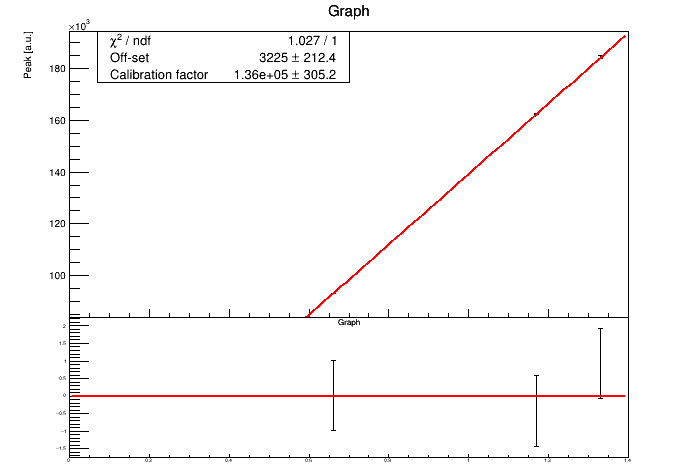 Graph
×10³
Peak [a.u.]
χ² / ndf 1.027 / 1
Off-set 3225 ± 212.4
Calibration factor 1.36e+05 ± 305.2
180
160
140
120
100
Graph
2
1.5
1
0.5
0
−0.5
−1
−1.5
0 0.2 0.4 0.6 0.8 1 1.2 1.4